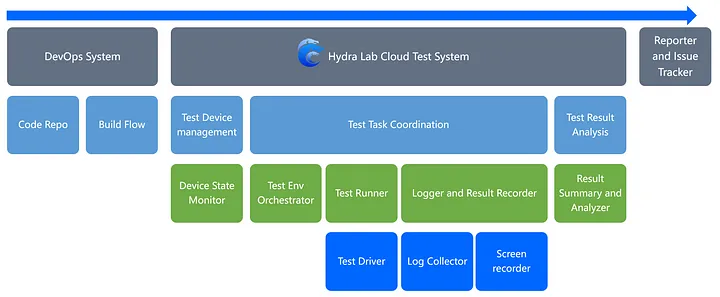 DevOps System
Hydra Lab Cloud Test System
Reporter
and Issue
Tracker
Code Repo
Build Flow
Test Device
management
Test Task Coordination
Test Result
Analysis
Device State
Monitor
Test Env
Orchestrator
Test Runner
Logger and Result Recorder
Result
Summary and
Analyzer
Test Driver
Log Collector
Screen
recorder